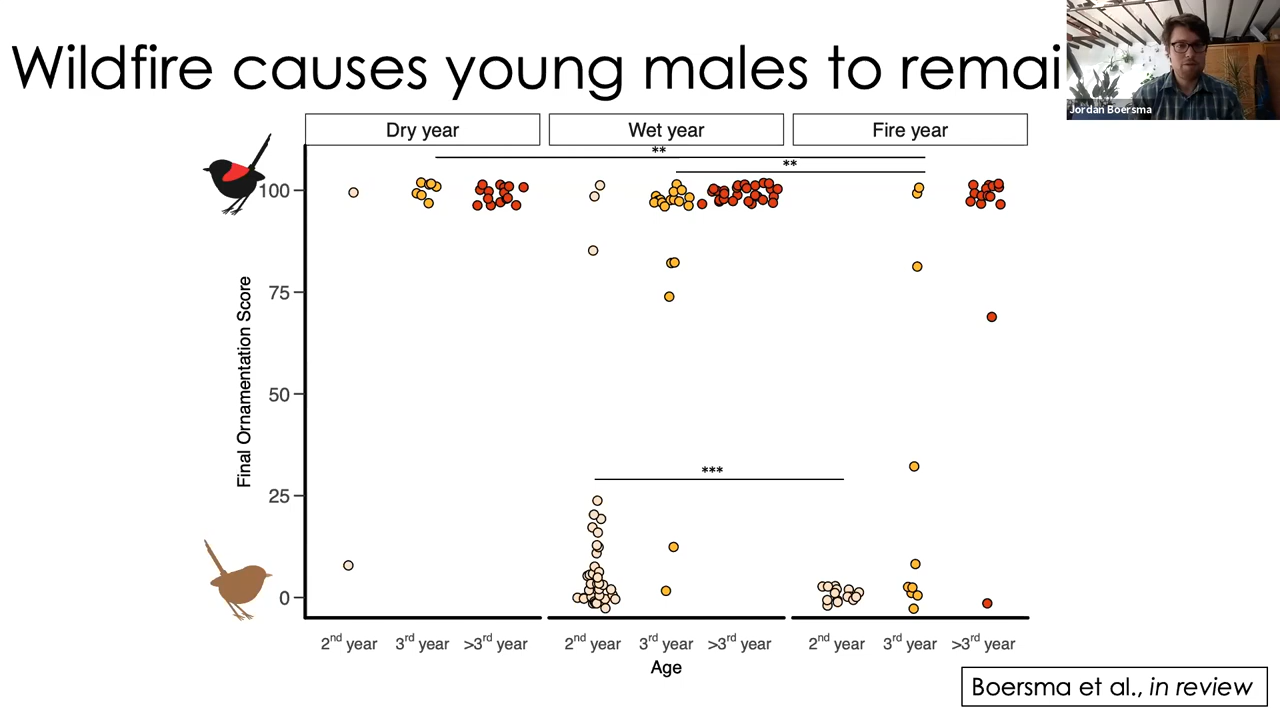 Wildfire causes young males to remai
Jordan Boersma
Dry year
Wet year
Fire year
**
**
100
75
Final Ornamentation Score
50
25
***
0
2nd year
3rd year
>3rd year
2nd year
3rd year
>3rd year
2nd year
3rd year
>3rd year
Age
Boersma et al., in review